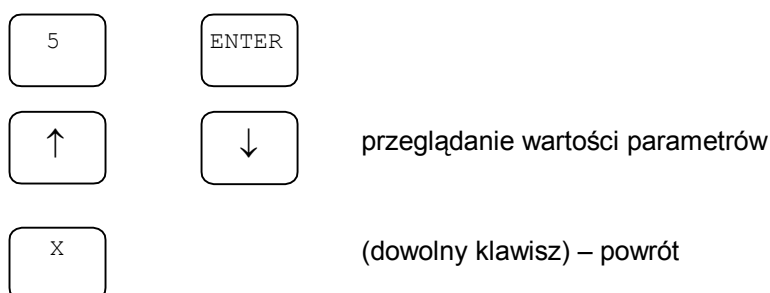 5 ENTER
↑ ↓ przeglądanie wartości parametrów
X (dowolny klawisz) – powrót